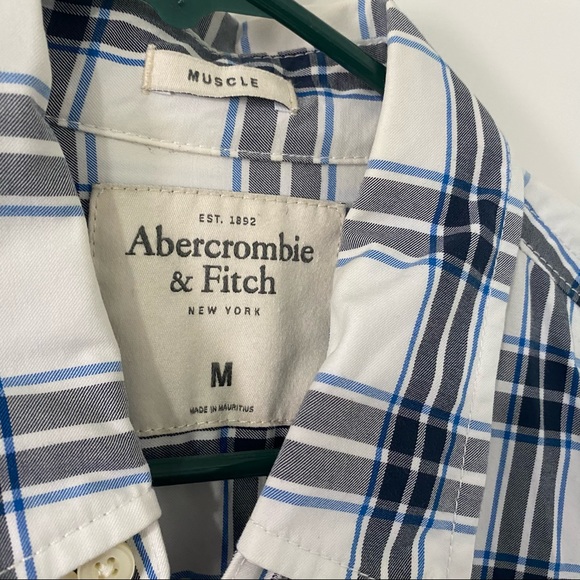 MUSCLE
EST. 1892
Abercrombie
& Fitch
NEW YORK
M
MADE IN MAURITIUS